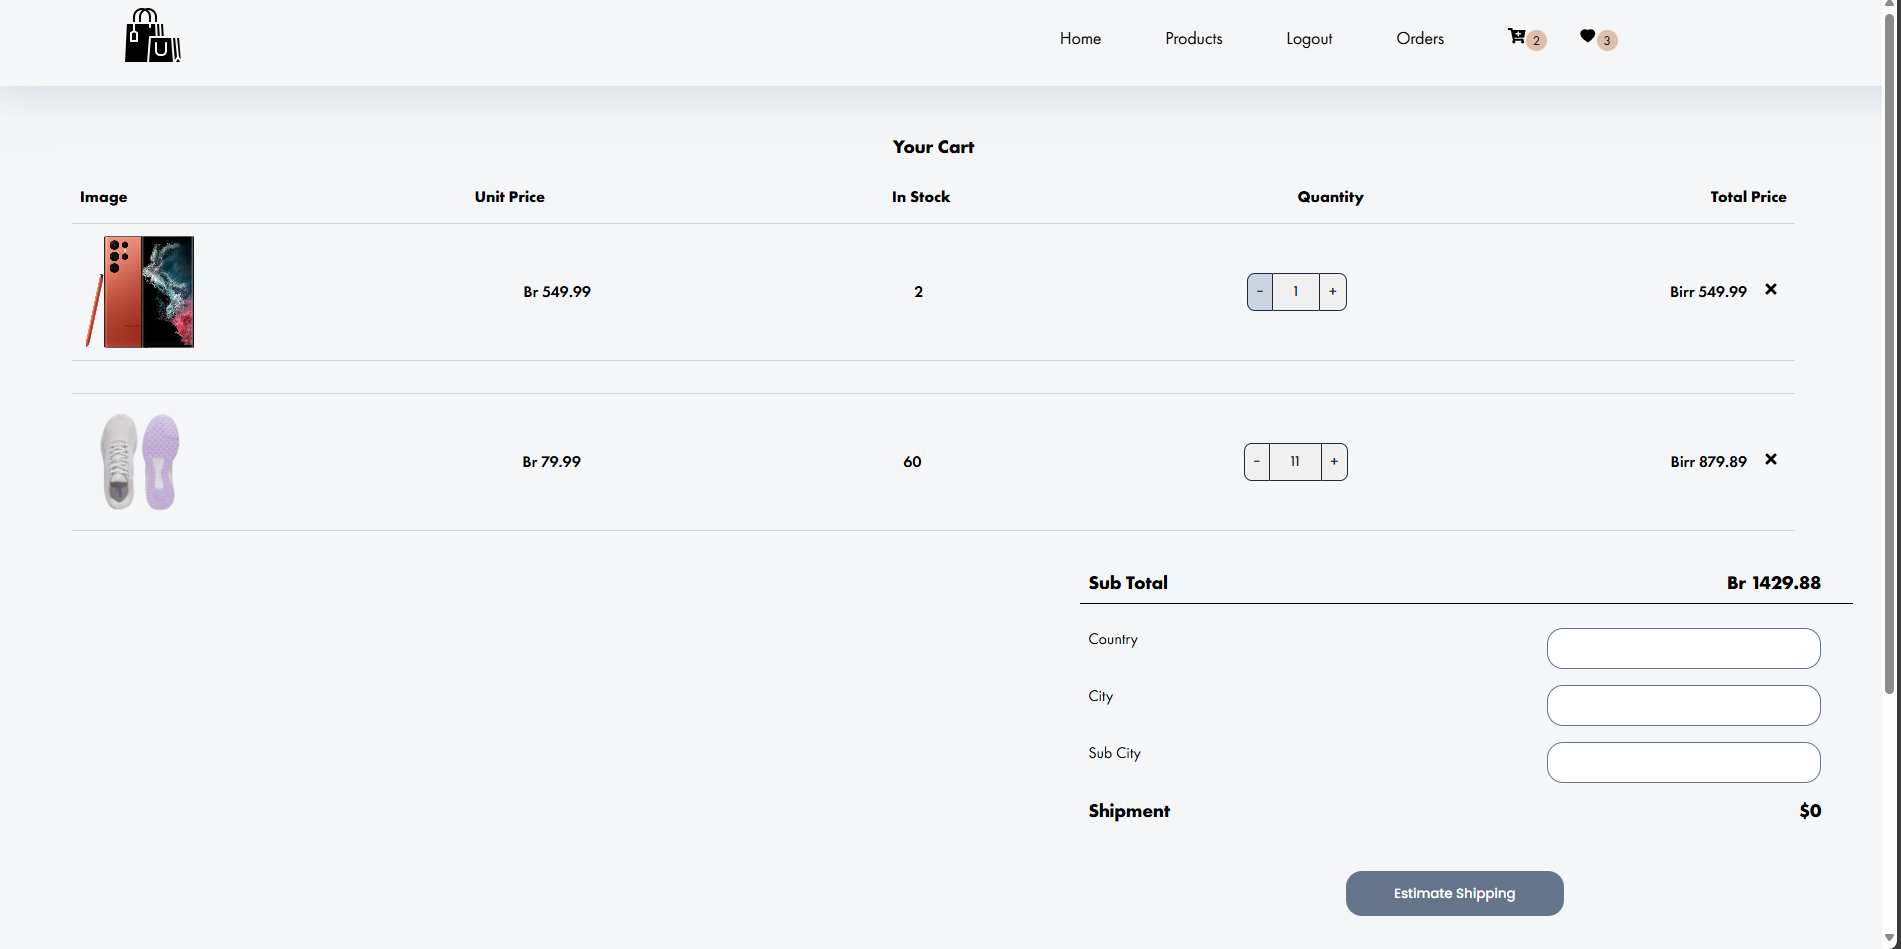 Home Products Logout Orders 2 3
Your Cart
Image Unit Price In Stock Quantity Total Price
Br 549.99 2 - 1 + Birr 549.99
Br 79.99 60 - 11 + Birr 879.89
Sub Total Br 1429.88
Country
City
Sub City
Shipment $0
Estimate Shipping